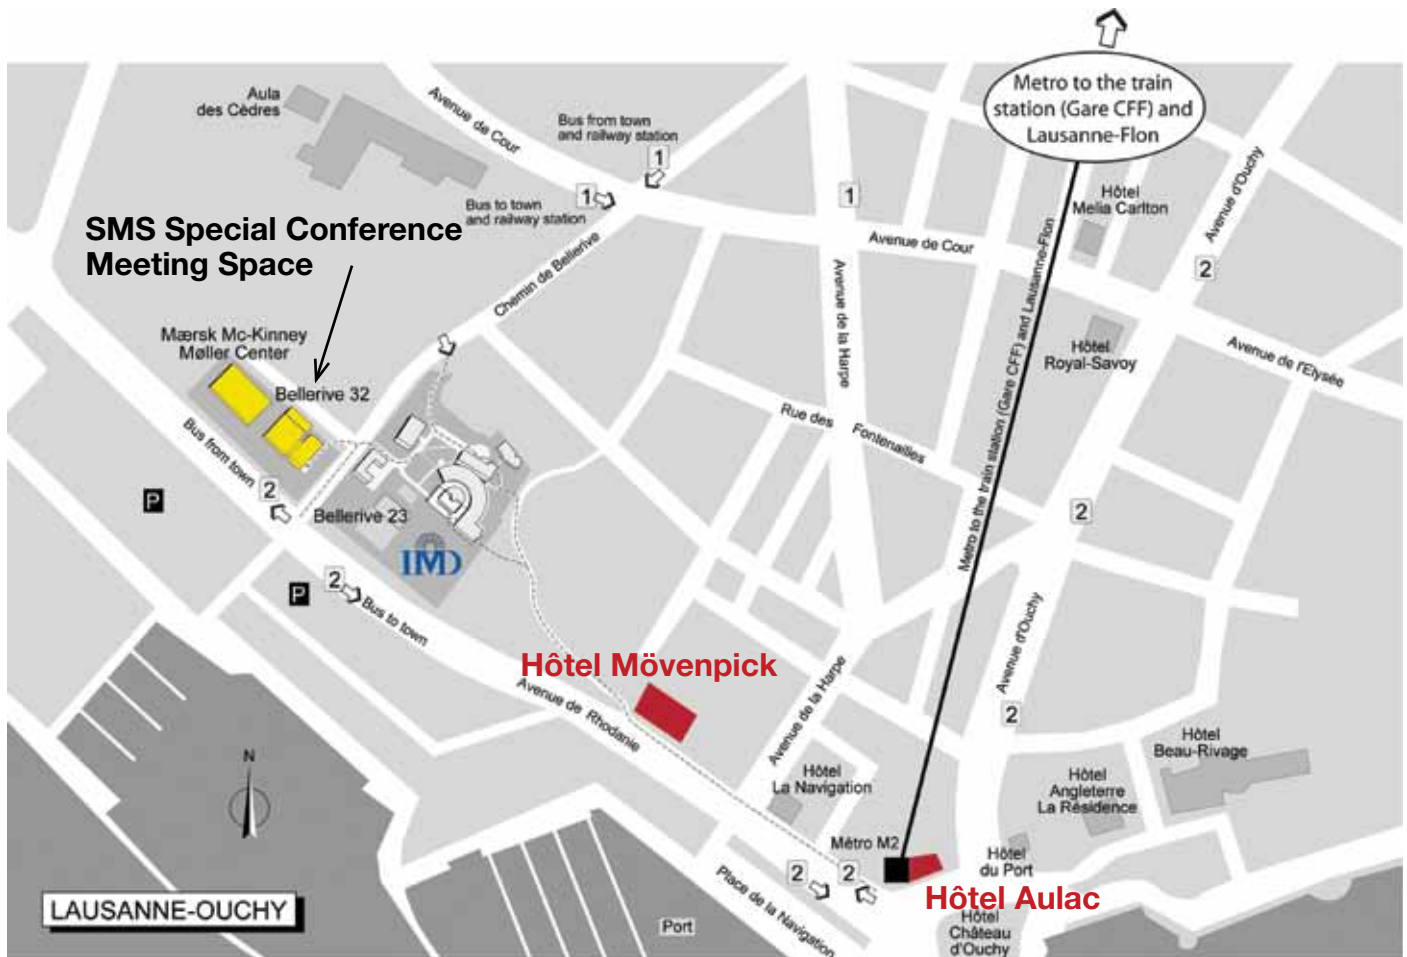 Metro to the train
station (Gare CFF) and
Lausanne-Flon
Aula
des Cèdres
Avenue de Cour
Bus from town
and railway station
1
1
Bus to town
and railway station
1
Hôtel
Melia Carlton
Avenue d'Ouchy
SMS Special Conference
Meeting Space
Avenue de Cour
2
Chemin de Bellerive
Avenue de la Harpe
Metro to the train station (Gare CFF) and Lausanne-Flon
Mærsk Mc-Kinney
Møller Center
Hôtel
Royal-Savoy
Avenue de l'Elysée
Bellerive 32
Rue des Fontenailles
Bus from town
P
2
Bellerive 23
2
IMD
P
2
Bus to town
Avenue d'Ouchy
Hôtel Mövenpick
Avenue de Rhodanie
Avenue de la Harpe
2
Hôtel
Beau-Rivage
N
Hôtel
La Navigation
Hôtel
Angleterre
La Résidence
Métro M2
Hôtel
du Port
2
2
Place de la Navigation
Hôtel Aulac
LAUSANNE-OUCHY
Port
Hôtel
Château
d'Ouchy